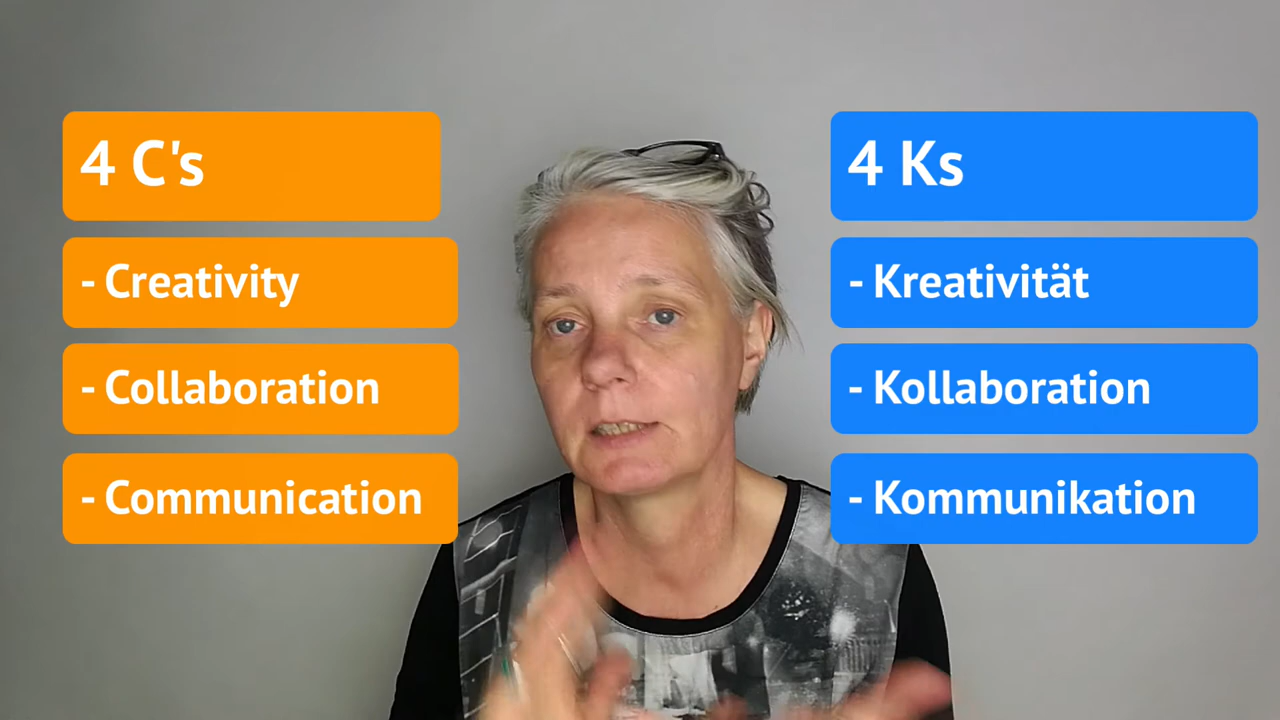 4 C's
- Creativity
- Collaboration
- Communication
4 Ks
- Kreativität
- Kollaboration
- Kommunikation